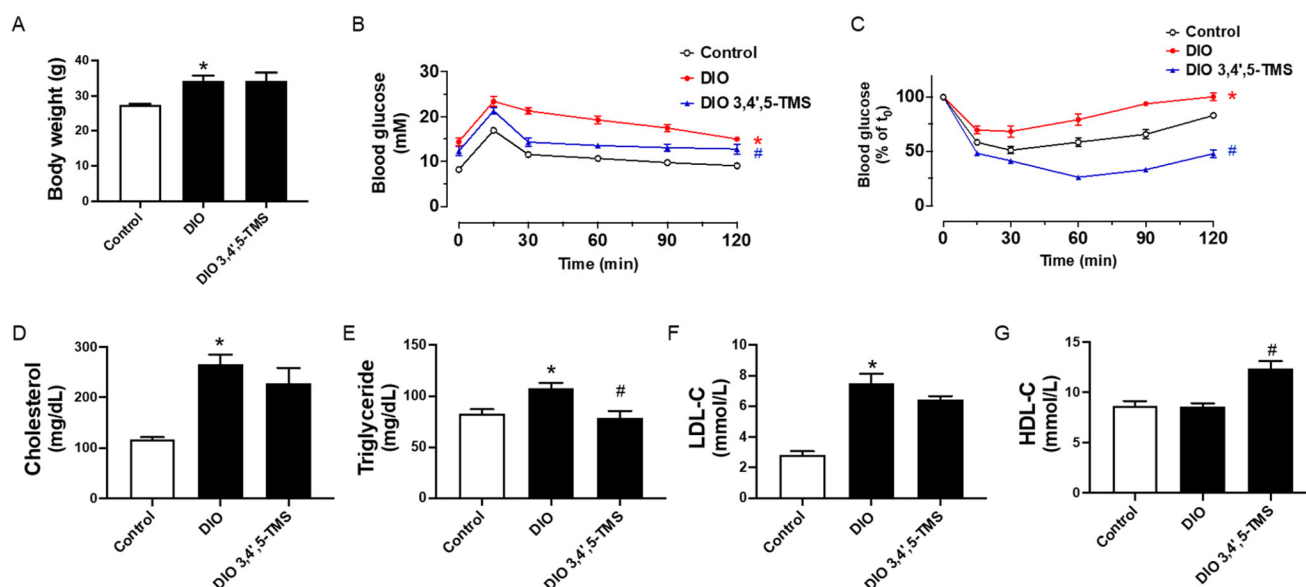 A
Body weight (g)
40
30
20
10
0
*
Control
DIO
DIO 3,4',5-TMS
B
Blood glucose
(mM)
30
20
10
0
Control
DIO
DIO 3,4',5-TMS
*
#
0
30
60
90
120
Time (min)
C
Blood glucose
(% of t0)
100
50
0
Control
DIO
DIO 3,4',5-TMS
*
#
0
30
60
90
120
Time (min)
D
Cholesterol
(mg/dL)
300
200
100
0
*
Control
DIO
DIO 3,4',5-TMS
E
Triglyceride
(mg/dL)
150
100
50
0
*
#
Control
DIO
DIO 3,4',5-TMS
F
LDL-C
(mmol/L)
8
6
4
2
0
*
Control
DIO
DIO 3,4',5-TMS
G
HDL-C
(mmol/L)
15
10
5
0
#
Control
DIO
DIO 3,4',5-TMS